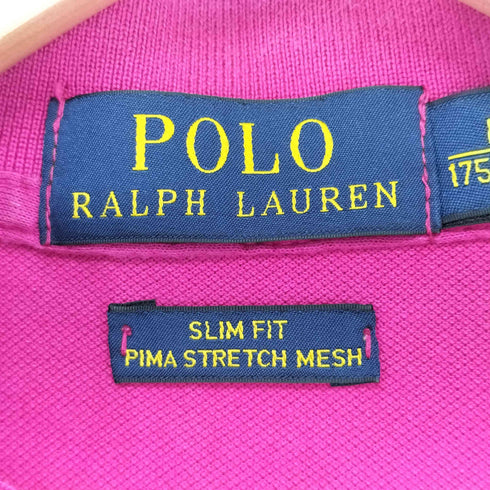 POLO
RALPH LAUREN
175
SLIM FIT
PIMA STRETCH MESH